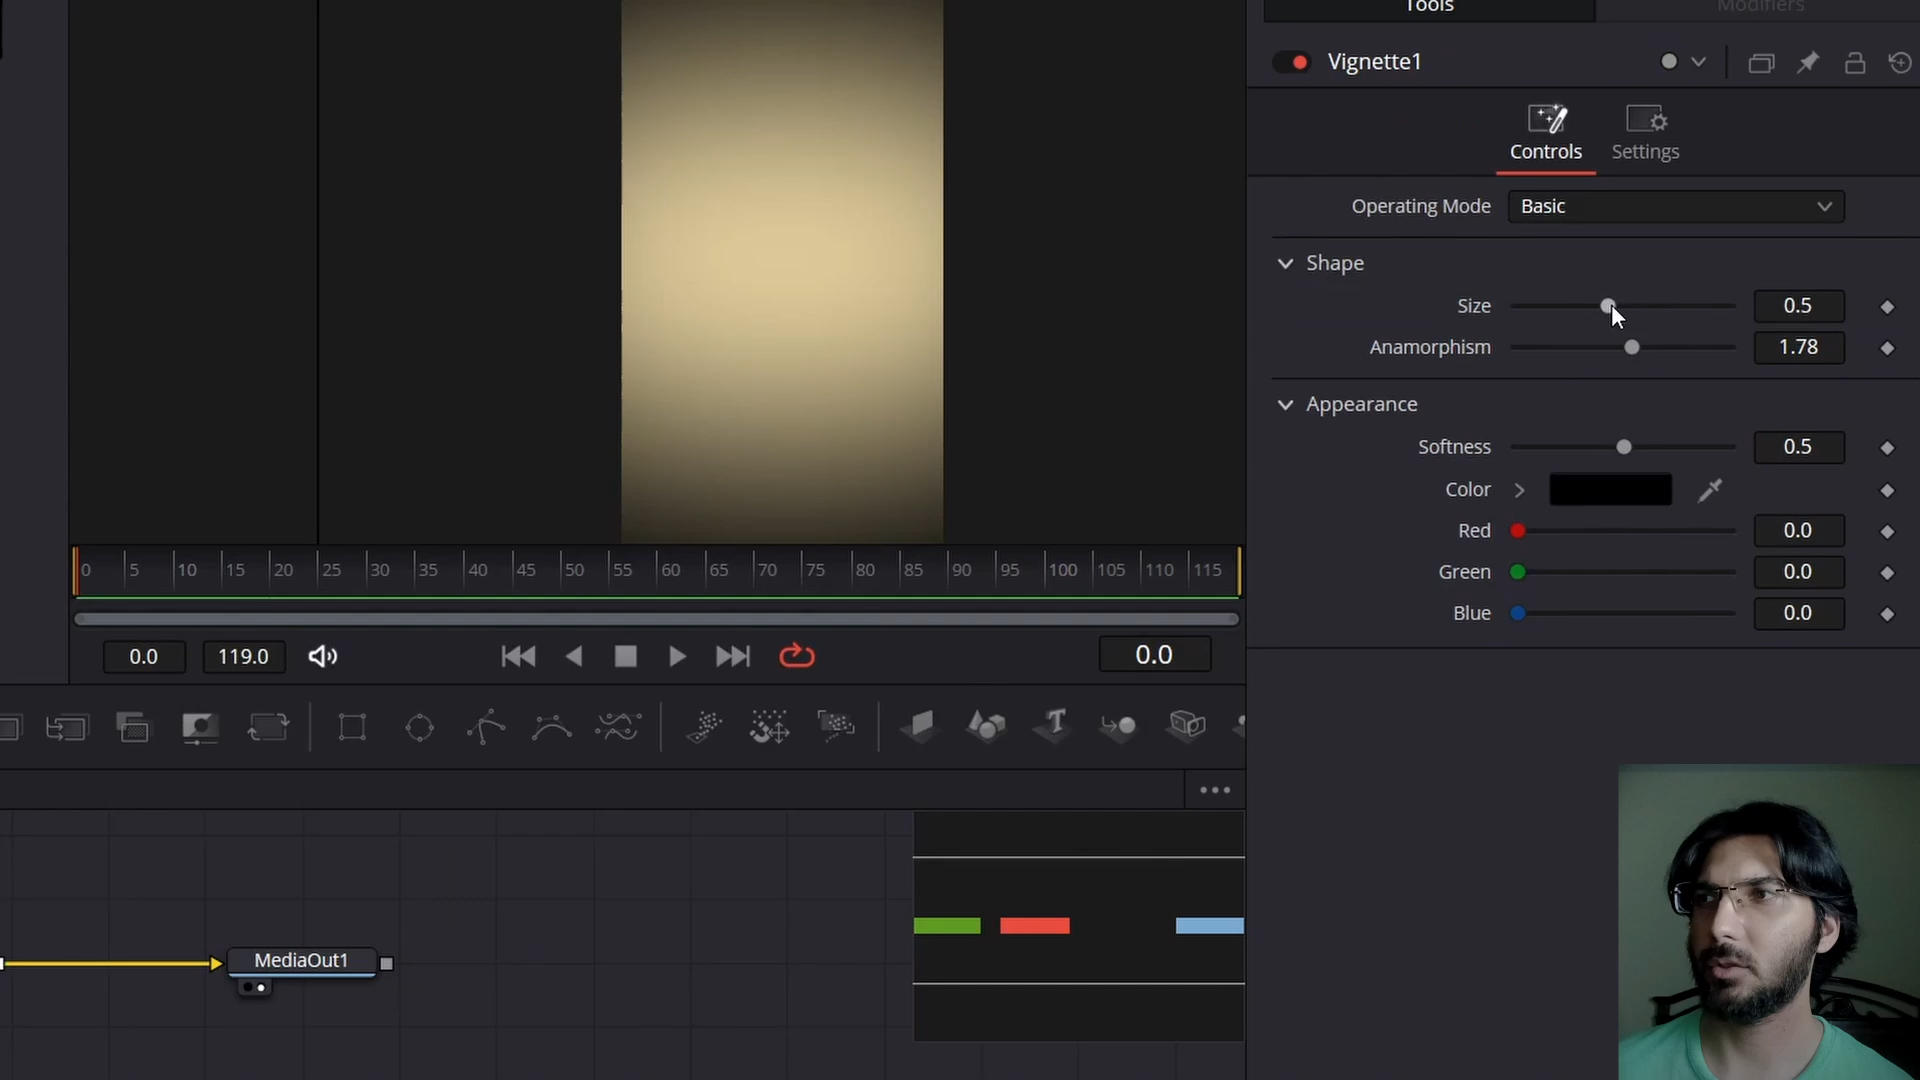 Tools
Modifiers
Vignette1
Controls
Settings
Operating Mode
Basic
Shape
Size
0.5
Anamorphism
1.78
Appearance
Softness
0.5
Color
Red
0.0
Green
0.0
Blue
0.0
0 5 10 15 20 25 30 35 40 45 50 55 60 65 70 75 80 85 90 95 100 105 110 115
0.0
119.0
0.0
MediaOut1